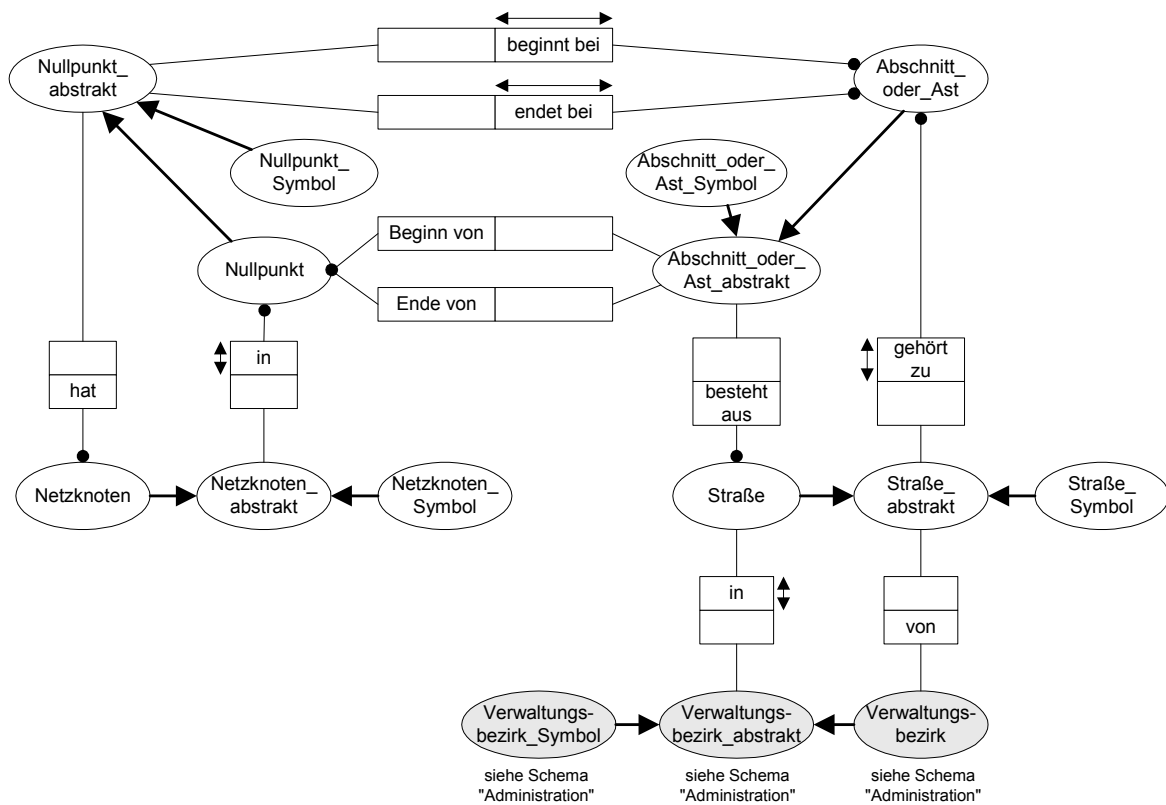 beginnt bei
Nullpunkt_
abstrakt
Abschnitt_
oder_Ast
endet bei
Nullpunkt_
Symbol
Abschnitt_oder_
Ast_Symbol
Beginn von
Nullpunkt
Abschnitt_oder_
Ast_abstrakt
Ende von
hat
in
besteht
aus
gehört
zu
Netzknoten
Netzknoten_
abstrakt
Netzknoten_
Symbol
Straße
Straße_
abstrakt
Straße_
Symbol
in
von
Verwaltungs-
bezirk_Symbol
Verwaltungs-
bezirk_abstrakt
Verwaltungs-
bezirk
siehe Schema
"Administration"
siehe Schema
"Administration"
siehe Schema
"Administration"